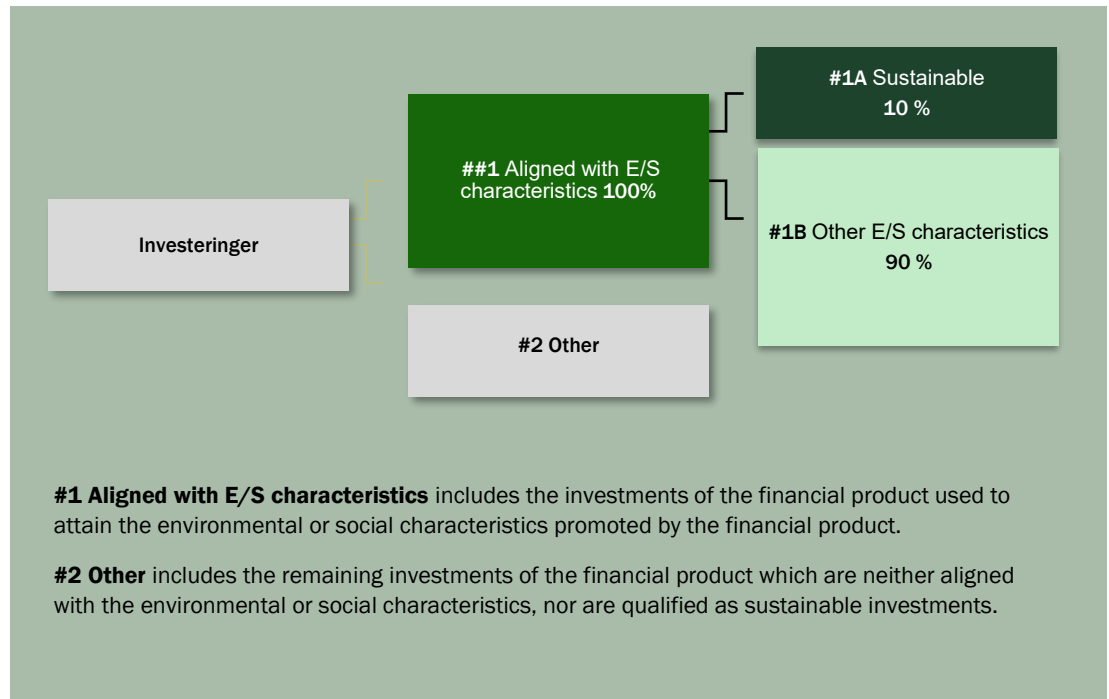 #1A Sustainable
10 %
##1 Aligned with E/S
characteristics 100%
Investeringer
#1B Other E/S characteristics
90 %
#2 Other
#1 Aligned with E/S characteristics includes the investments of the financial product used to
attain the environmental or social characteristics promoted by the financial product.
#2 Other includes the remaining investments of the financial product which are neither aligned
with the environmental or social characteristics, nor are qualified as sustainable investments.